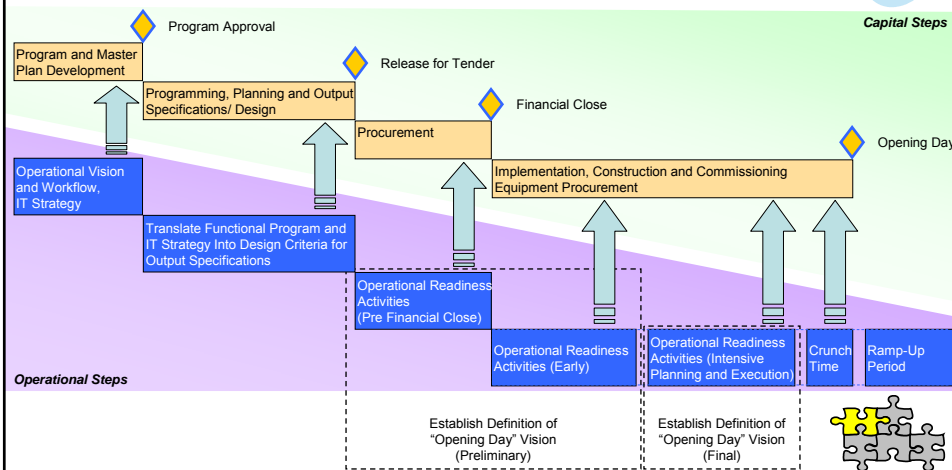 Capital Steps
Program Approval
Program and Master
Plan Development
Release for Tender
Programming, Planning and Output
Specifications/ Design
Financial Close
Procurement
Opening Day
Implementation, Construction and Commissioning
Equipment Procurement
Operational Vision
and Workflow,
IT Strategy
Translate Functional Program and
IT Strategy Into Design Criteria for
Output Specifications
Operational Readiness
Activities
(Pre Financial Close)
Operational Readiness
Activities (Early)
Operational Readiness
Activities (Intensive
Planning and Execution)
Crunch
Time
Ramp-Up
Period
Operational Steps
Establish Definition of
“Opening Day” Vision
(Preliminary)
Establish Definition of
“Opening Day” Vision
(Final)